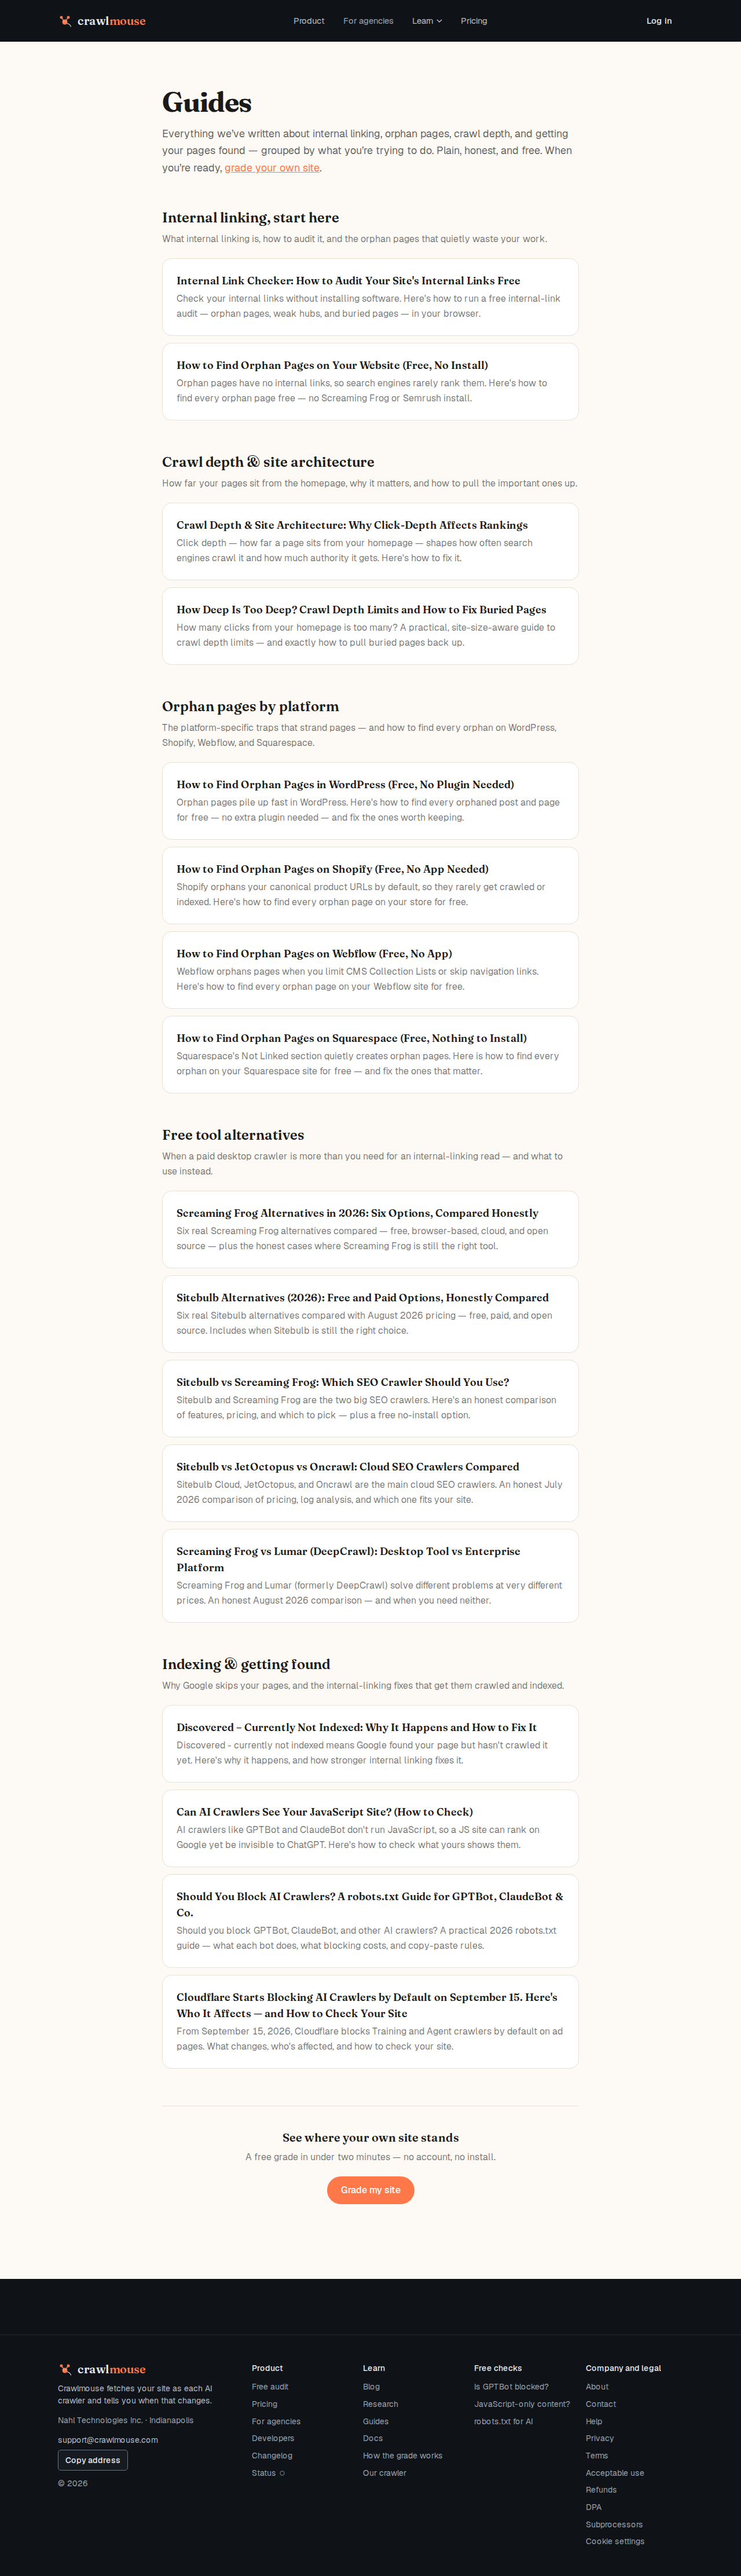 crawlmouse
Product
For agencies
Learn
Pricing
Log in
Guides
Everything we've written about internal linking, orphan pages, crawl depth, and getting
your pages found — grouped by what you're trying to do. Plain, honest, and free. When
you're ready, grade your own site.
Internal linking, start here
What internal linking is, how to audit it, and the orphan pages that quietly waste your work.
Internal Link Checker: How to Audit Your Site's Internal Links Free
Check your internal links without installing software. Here's how to run a free internal-link
audit — orphan pages, weak hubs, and buried pages — in your browser.
How to Find Orphan Pages on Your Website (Free, No Install)
Orphan pages have no internal links, so search engines rarely rank them. Here's how to
find every orphan page free — no Screaming Frog or Semrush install.
Crawl depth & site architecture
How far your pages sit from the homepage, why it matters, and how to pull the important ones up.
Crawl Depth & Site Architecture: Why Click-Depth Affects Rankings
Click depth — how far a page sits from your homepage — shapes how often search
engines crawl it and how much authority it gets. Here's how to fix it.
How Deep Is Too Deep? Crawl Depth Limits and How to Fix Buried Pages
How many clicks from your homepage is too many? A practical, site-size-aware guide to
crawl depth limits — and exactly how to pull buried pages back up.
Orphan pages by platform
The platform-specific traps that strand pages — and how to find every orphan on WordPress,
Shopify, Webflow, and Squarespace.
How to Find Orphan Pages in WordPress (Free, No Plugin Needed)
Orphan pages pile up fast in WordPress. Here's how to find every orphaned post and page
for free — no extra plugin needed — and fix the ones worth keeping.
How to Find Orphan Pages on Shopify (Free, No App Needed)
Shopify orphans your canonical product URLs by default, so they rarely get crawled or
indexed. Here's how to find every orphan page on your store for free.
How to Find Orphan Pages on Webflow (Free, No App)
Webflow orphans pages when you limit CMS Collection Lists or skip navigation links.
Here's how to find every orphan page on your Webflow site for free.
How to Find Orphan Pages on Squarespace (Free, Nothing to Install)
Squarespace's Not Linked section quietly creates orphan pages. Here is how to find every
orphan on your Squarespace site for free — and fix the ones that matter.
Free tool alternatives
When a paid desktop crawler is more than you need for an internal-linking read — and what to
use instead.
Screaming Frog Alternatives in 2026: Six Options, Compared Honestly
Six real Screaming Frog alternatives compared — free, browser-based, cloud, and open
source — plus the honest cases where Screaming Frog is still the right tool.
Sitebulb Alternatives (2026): Free and Paid Options, Honestly Compared
Six real Sitebulb alternatives compared with August 2026 pricing — free, paid, and open
source. Includes when Sitebulb is still the right choice.
Sitebulb vs Screaming Frog: Which SEO Crawler Should You Use?
Sitebulb and Screaming Frog are the two big SEO crawlers. Here's an honest comparison
of features, pricing, and which to pick — plus a free no-install option.
Sitebulb vs JetOctopus vs Oncrawl: Cloud SEO Crawlers Compared
Sitebulb Cloud, JetOctopus, and Oncrawl are the main cloud SEO crawlers. An honest July
2026 comparison of pricing, log analysis, and which one fits your site.
Screaming Frog vs Lumar (DeepCrawl): Desktop Tool vs Enterprise
Platform
Screaming Frog and Lumar (formerly DeepCrawl) solve different problems at very different
prices. An honest August 2026 comparison — and when you need neither.
Indexing & getting found
Why Google skips your pages, and the internal-linking fixes that get them crawled and indexed.
Discovered – Currently Not Indexed: Why It Happens and How to Fix It
Discovered - currently not indexed means Google found your page but hasn't crawled it
yet. Here's why it happens, and how stronger internal linking fixes it.
Can AI Crawlers See Your JavaScript Site? (How to Check)
AI crawlers like GPTBot and ClaudeBot don't run JavaScript, so a JS site can rank on
Google yet be invisible to ChatGPT. Here's how to check what yours shows them.
Should You Block AI Crawlers? A robots.txt Guide for GPTBot, ClaudeBot &
Co.
Should you block GPTBot, ClaudeBot, and other AI crawlers? A practical 2026 robots.txt
guide — what each bot does, what blocking costs, and copy-paste rules.
Cloudflare Starts Blocking AI Crawlers by Default on September 15. Here's
Who It Affects — and How to Check Your Site
From September 15, 2026, Cloudflare blocks Training and Agent crawlers by default on ad
pages. What changes, who's affected, and how to check your site.
See where your own site stands
A free grade in under two minutes — no account, no install.
Grade my site
crawlmouse
Crawlmouse fetches your site as each AI
crawler and tells you when that changes.
Nahl Technologies Inc. · Indianapolis
support@crawlmouse.com
Copy address
© 2026
Product
Free audit
Pricing
For agencies
Developers
Changelog
Status
Learn
Blog
Research
Guides
Docs
How the grade works
Our crawler
Free checks
Is GPTBot blocked?
JavaScript-only content?
robots.txt for AI
Company and legal
About
Contact
Help
Privacy
Terms
Acceptable use
Refunds
DPA
Subprocessors
Cookie settings